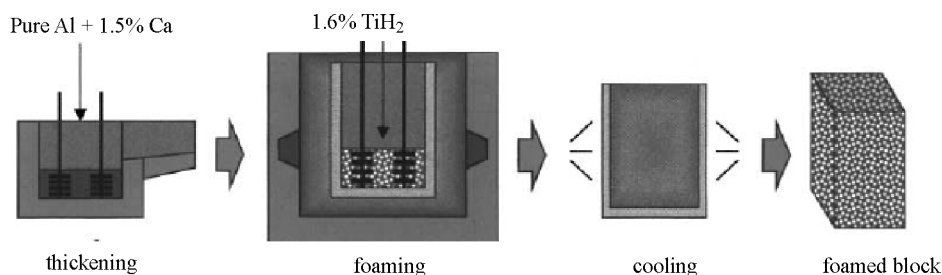 Pure Al + 1.5% Ca
1.6% TiH₂
thickening
foaming
cooling
foamed block